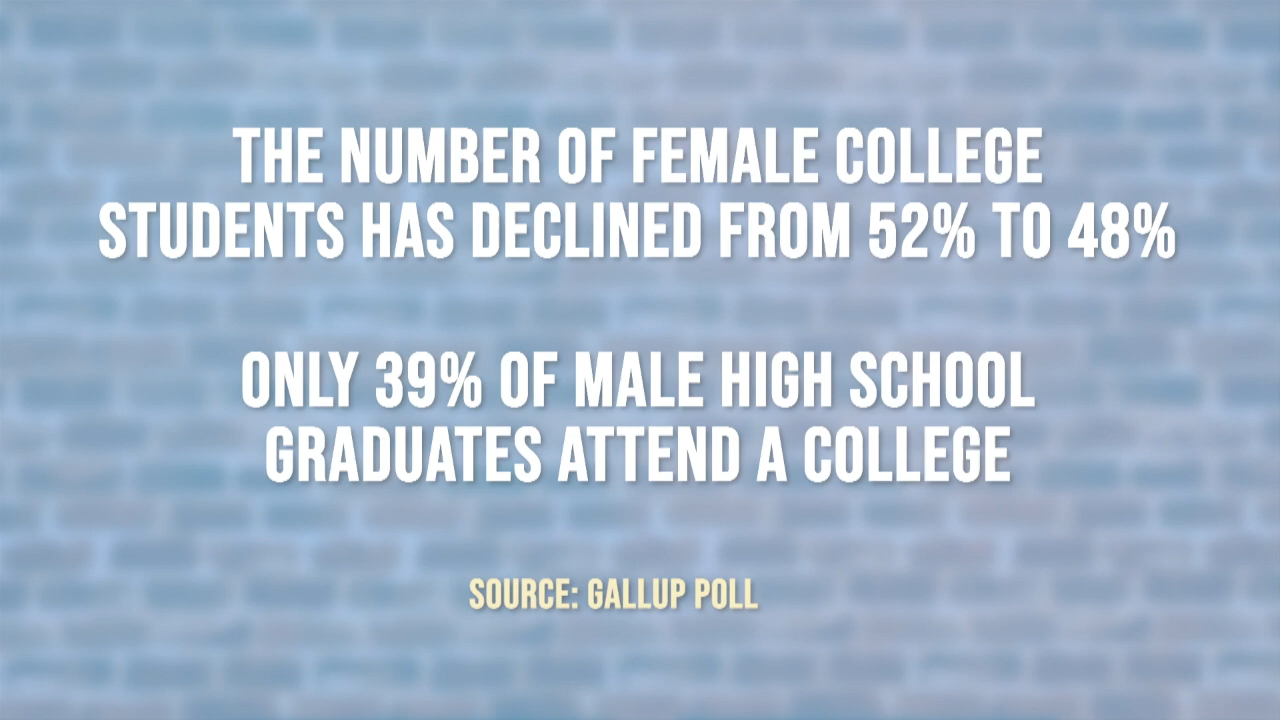 THE NUMBER OF FEMALE COLLEGE
STUDENTS HAS DECLINED FROM 52% TO 48%
ONLY 39% OF MALE HIGH SCHOOL
GRADUATES ATTEND A COLLEGE
SOURCE: GALLUP POLL